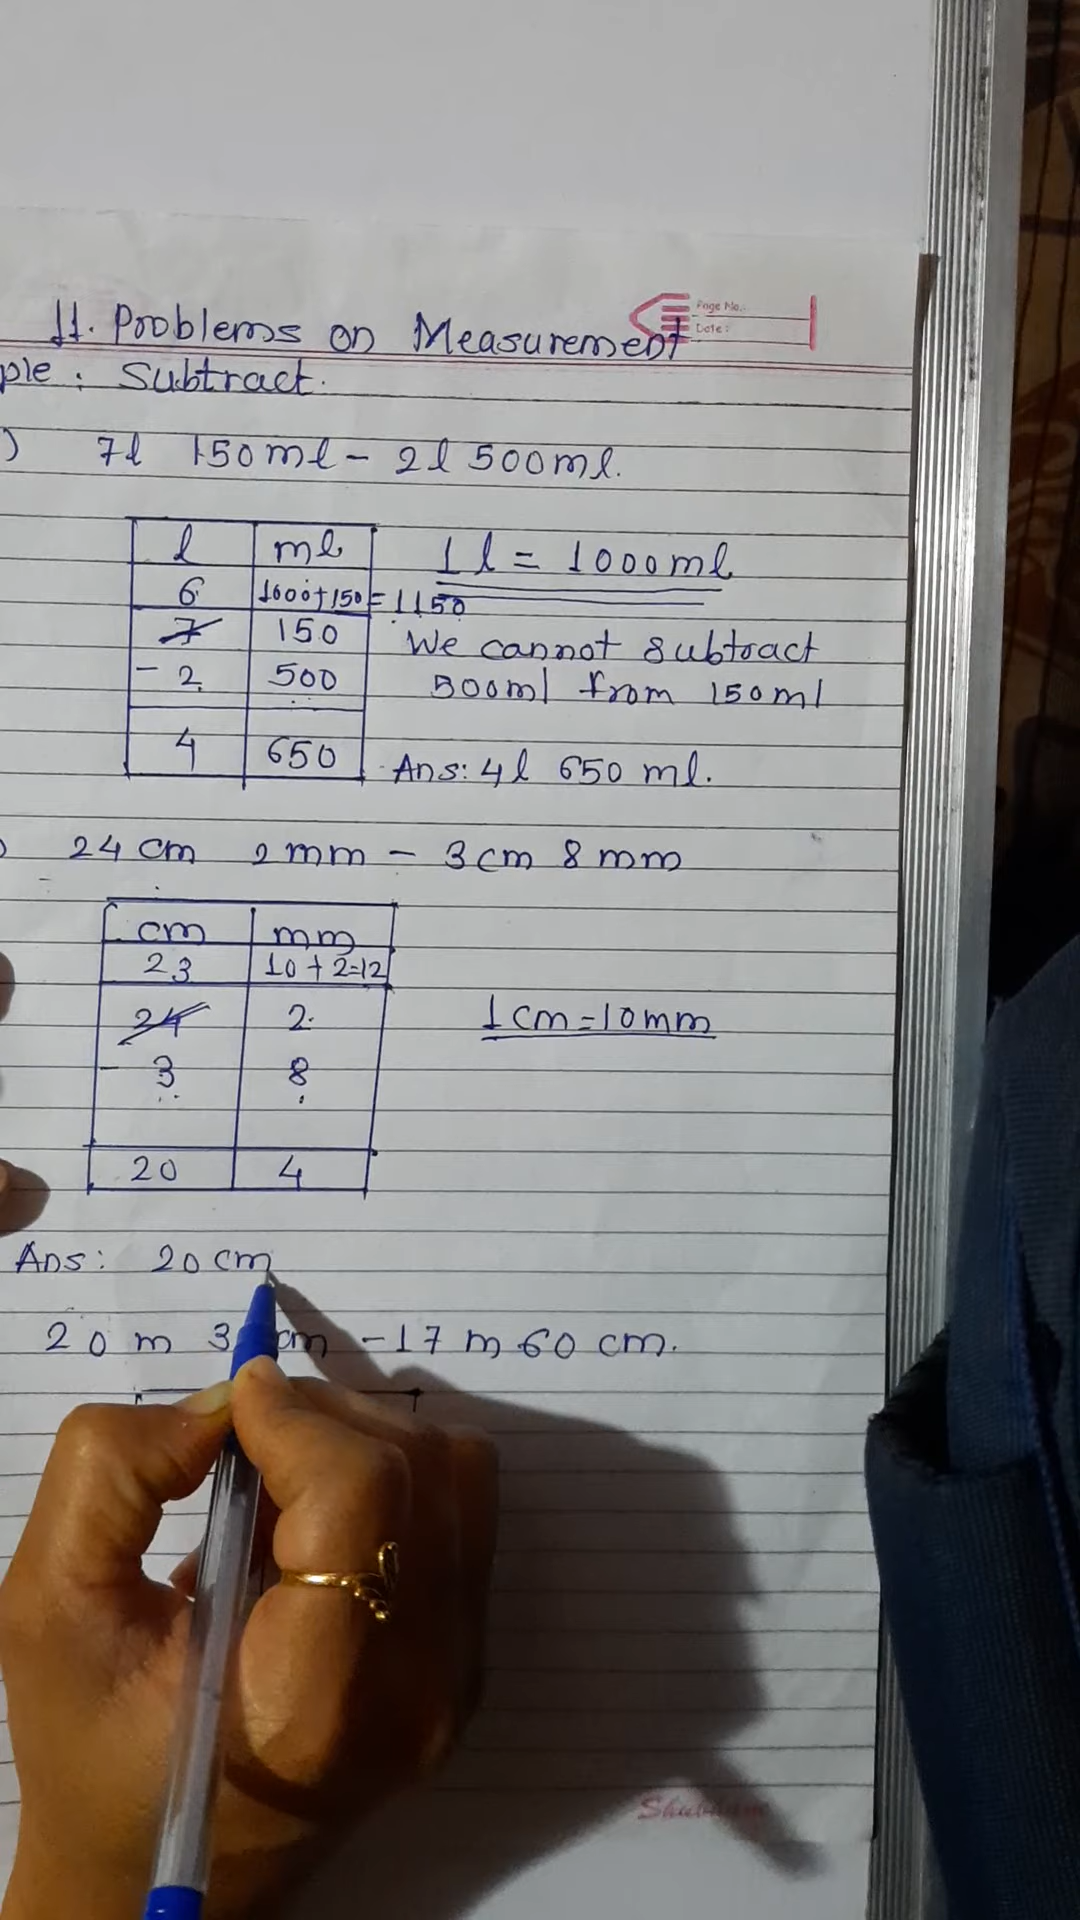 Page No.:
Date:
11. Problems on Measurement
ple: Subtract.
) 7l 150ml - 2l 500ml.
l ml 1l = 1000ml
6 1000+150=1150
7 150 We cannot subtract
- 2 500 500ml from 150ml
4 650 Ans: 4l 650 ml.
24 cm 2mm - 3cm 8mm
cm mm
23 10+2=12
24 2 1cm=10mm
- 3 8
20 4
Ans: 20 cm
20 m cm -17 m 60 cm.